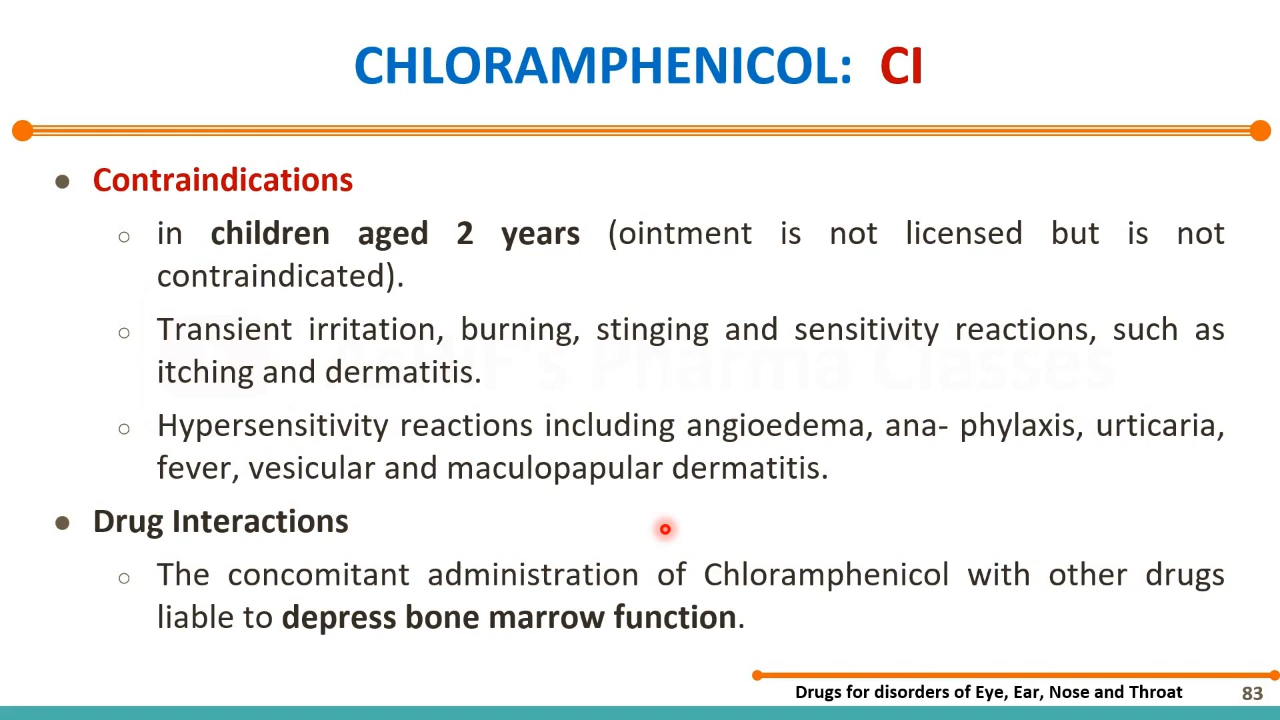 CHLORAMPHENICOL: CI
● Contraindications
○ in children aged 2 years (ointment is not licensed but is not
contraindicated).
○ Transient irritation, burning, stinging and sensitivity reactions, such as
itching and dermatitis.
○ Hypersensitivity reactions including angioedema, ana- phylaxis, urticaria,
fever, vesicular and maculopapular dermatitis.
● Drug Interactions
○ The concomitant administration of Chloramphenicol with other drugs
liable to depress bone marrow function.
Drugs for disorders of Eye, Ear, Nose and Throat 83